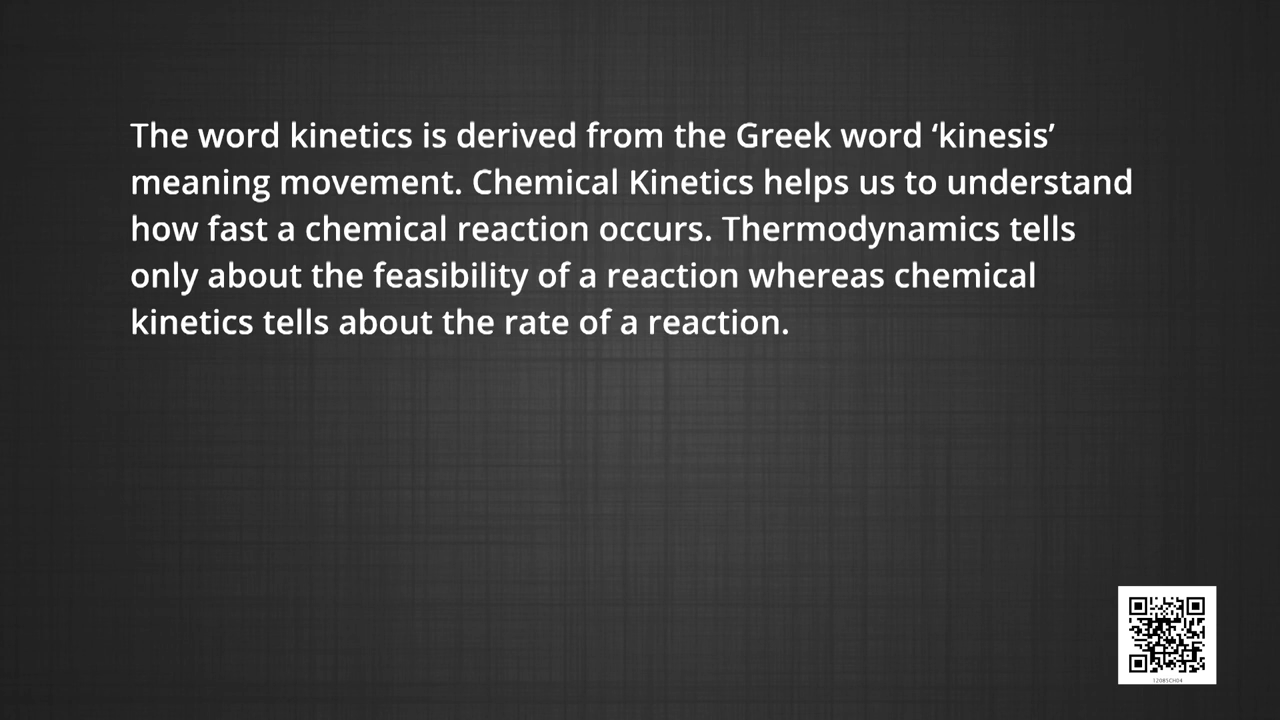 The word kinetics is derived from the Greek word ‘kinesis’
meaning movement. Chemical Kinetics helps us to understand
how fast a chemical reaction occurs. Thermodynamics tells
only about the feasibility of a reaction whereas chemical
kinetics tells about the rate of a reaction.
12085CH04